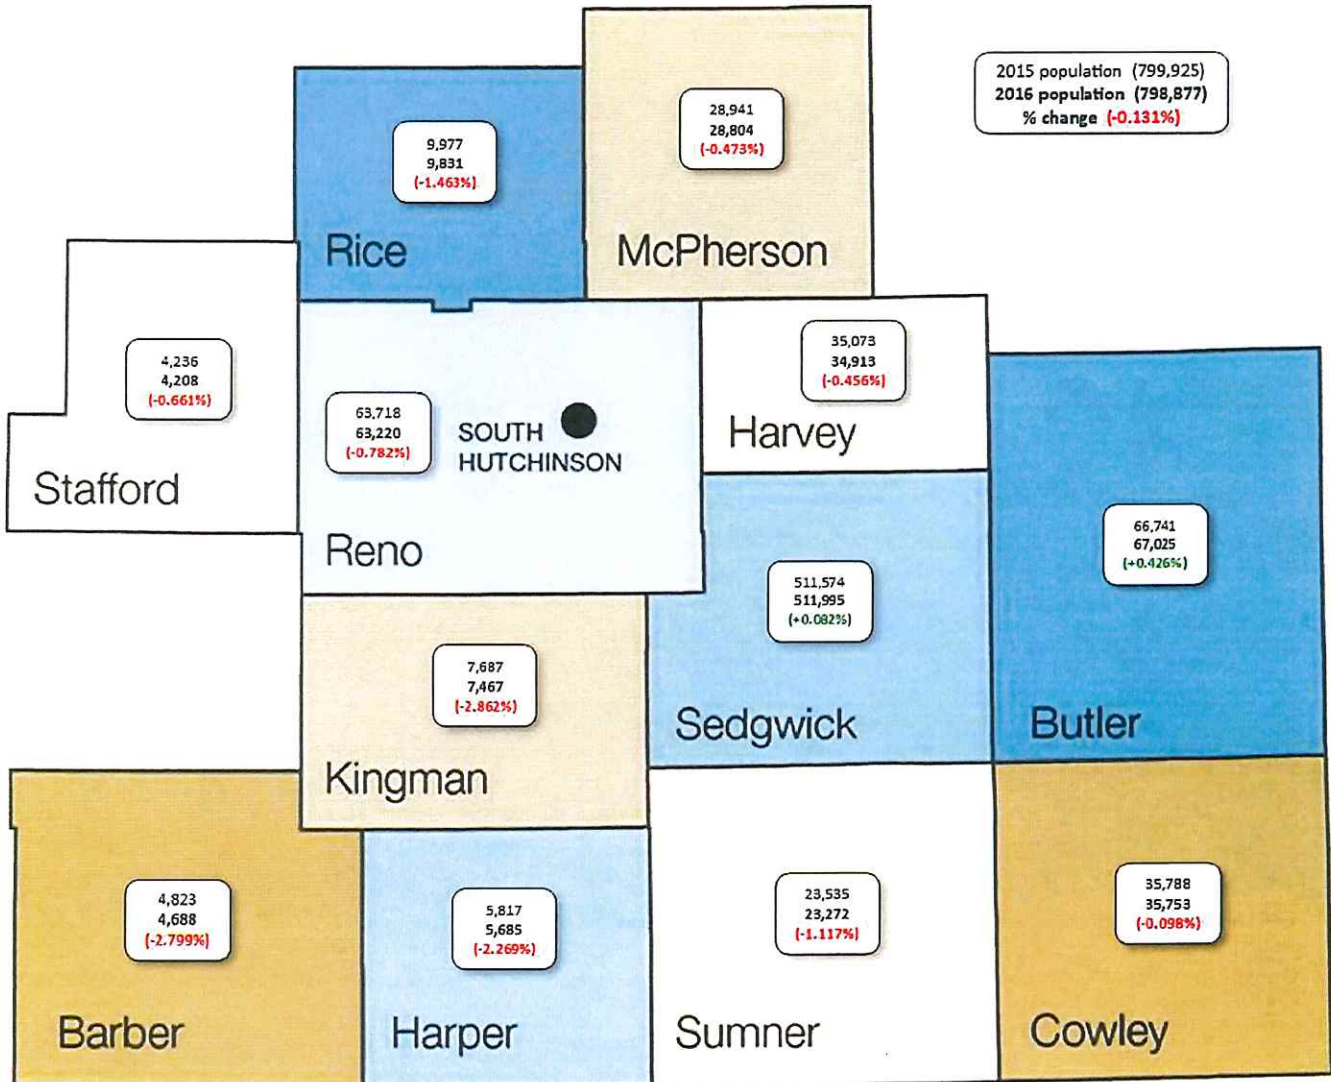 2015 population (799,925)
2016 population (798,877)
% change (-0.131%)
28,941
28,804
(-0.473%)
McPherson
9,977
9,831
(-1.463%)
Rice
4,236
4,208
(-0.661%)
Stafford
63,718
63,220
(-0.782%)
SOUTH
HUTCHINSON
Reno
35,073
34,913
(-0.456%)
Harvey
66,741
67,025
(+0.426%)
Butler
511,574
511,995
(+0.082%)
Sedgwick
7,687
7,467
(-2.862%)
Kingman
4,823
4,688
(-2.799%)
Barber
5,817
5,685
(-2.269%)
Harper
23,535
23,272
(-1.117%)
Sumner
35,788
35,753
(-0.098%)
Cowley